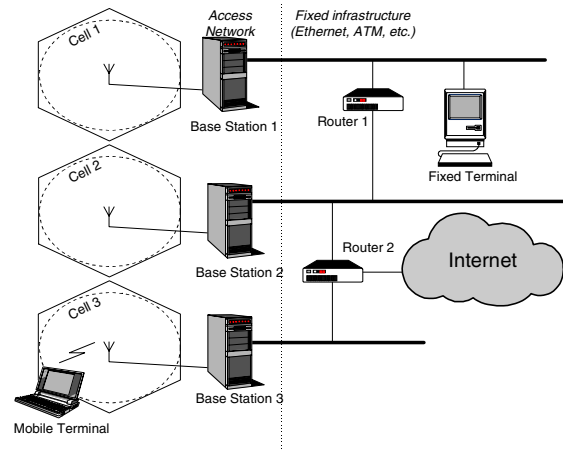 Access
Network
Fixed infrastructure
(Ethernet, ATM, etc.)
Cell 1
Base Station 1
Router 1
Fixed Terminal
Cell 2
Base Station 2
Router 2
Internet
Cell 3
Base Station 3
Mobile Terminal